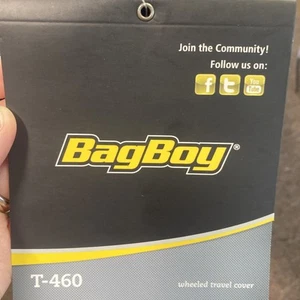 Join the Community!
Follow us on:
f t You Tube
BagBoy®
T-460
wheeled travel cover